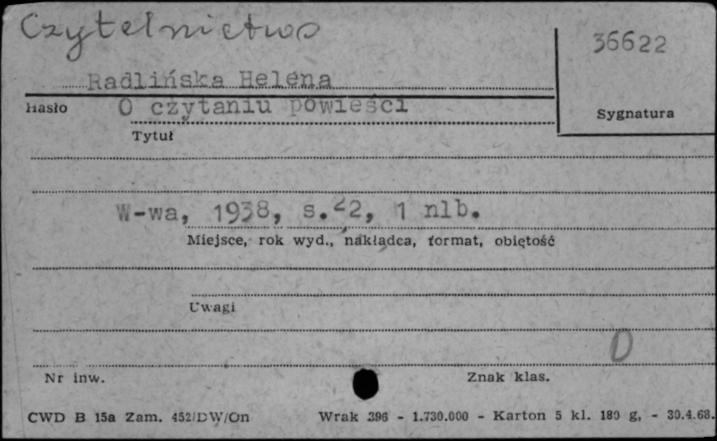 Czytelnictwo
36622
Radlińska Helena
Hasło O czytaniu powieści
Sygnatura
Tytuł
W-wa, 1938, s.22, 1 nlb.
Miejsce, rok wyd., nakładca, format, objętość
Uwagi
0
Nr inw. Znak klas.
CWD B 15a Zam. 452/DW/On Wrak 396 - 1.730.000 - Karton 5 kl. 180 g, - 30.4.68.